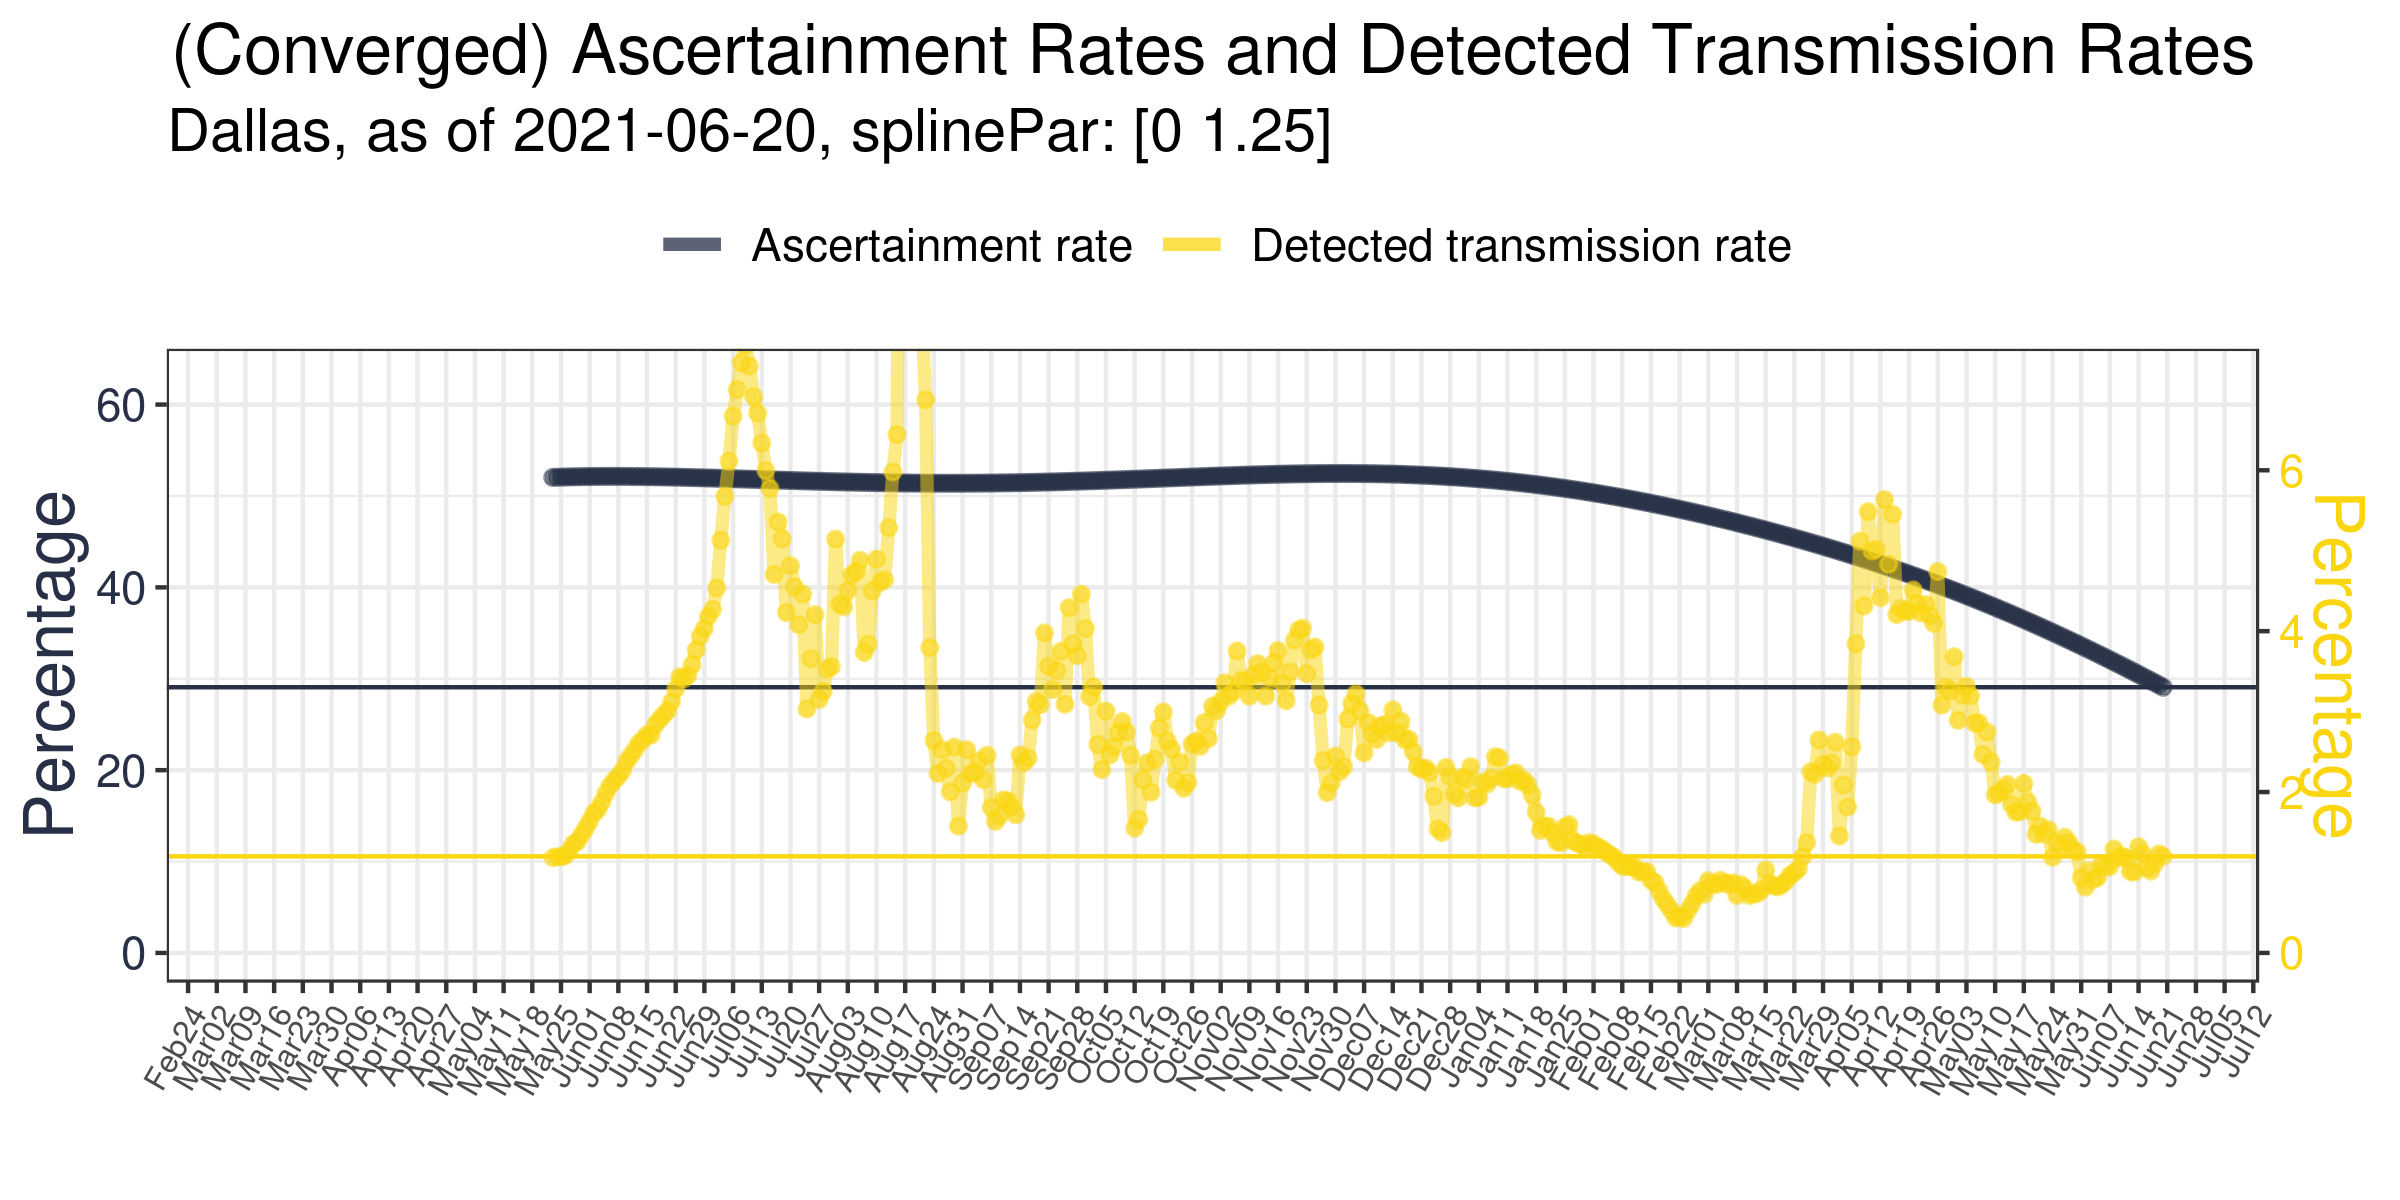 (Converged) Ascertainment Rates and Detected Transmission Rates
Dallas, as of 2021-06-20, splinePar: [0 1.25]
Ascertainment rate
Detected transmission rate
Percentage
60
40
20
0
6
4
2
0
Percentage
Feb24
Mar02
Mar09
Mar16
Mar23
Mar30
Apr06
Apr13
Apr20
Apr27
May04
May11
May18
May25
Jun01
Jun08
Jun15
Jun22
Jun29
Jul06
Jul13
Jul20
Jul27
Aug03
Aug10
Aug17
Aug24
Aug31
Sep07
Sep14
Sep21
Sep28
Oct05
Oct12
Oct19
Oct26
Nov02
Nov09
Nov16
Nov23
Nov30
Dec07
Dec14
Dec21
Dec28
Dec04
Jan11
Jan18
Jan25
Feb01
Feb08
Feb15
Feb22
Mar01
Mar08
Mar15
Mar22
Mar29
Apr05
Apr12
Apr19
Apr26
May03
May10
May17
May24
May31
May07
Jun14
Jun21
Jun28
Jul05
Jul12